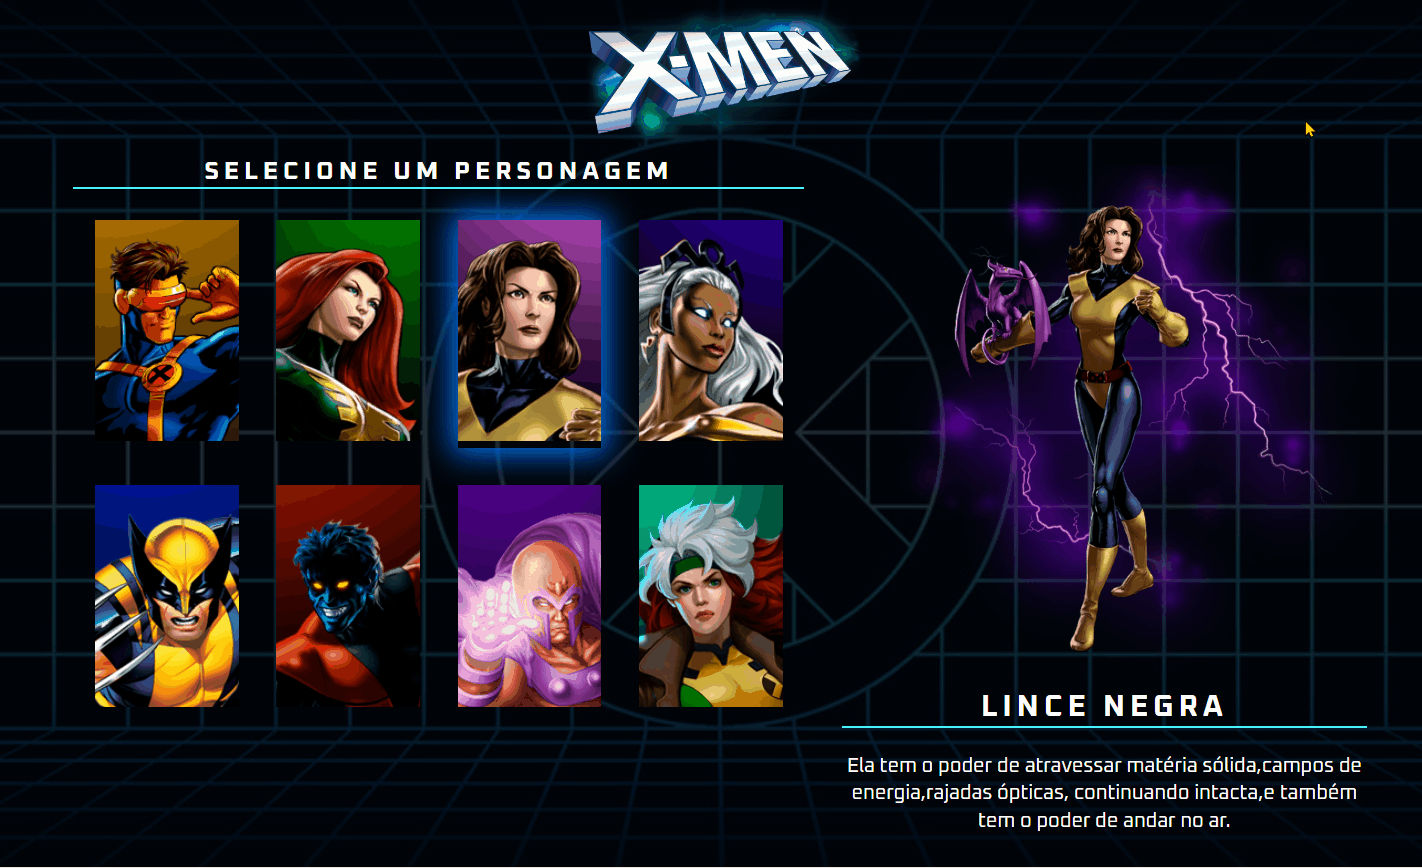 X-MEN
SELECIONE UM PERSONAGEM
LINCE NEGRA
Ela tem o poder de atravessar matéria sólida,campos de
energia,rajadas ópticas, continuando intacta,e também
tem o poder de andar no ar.